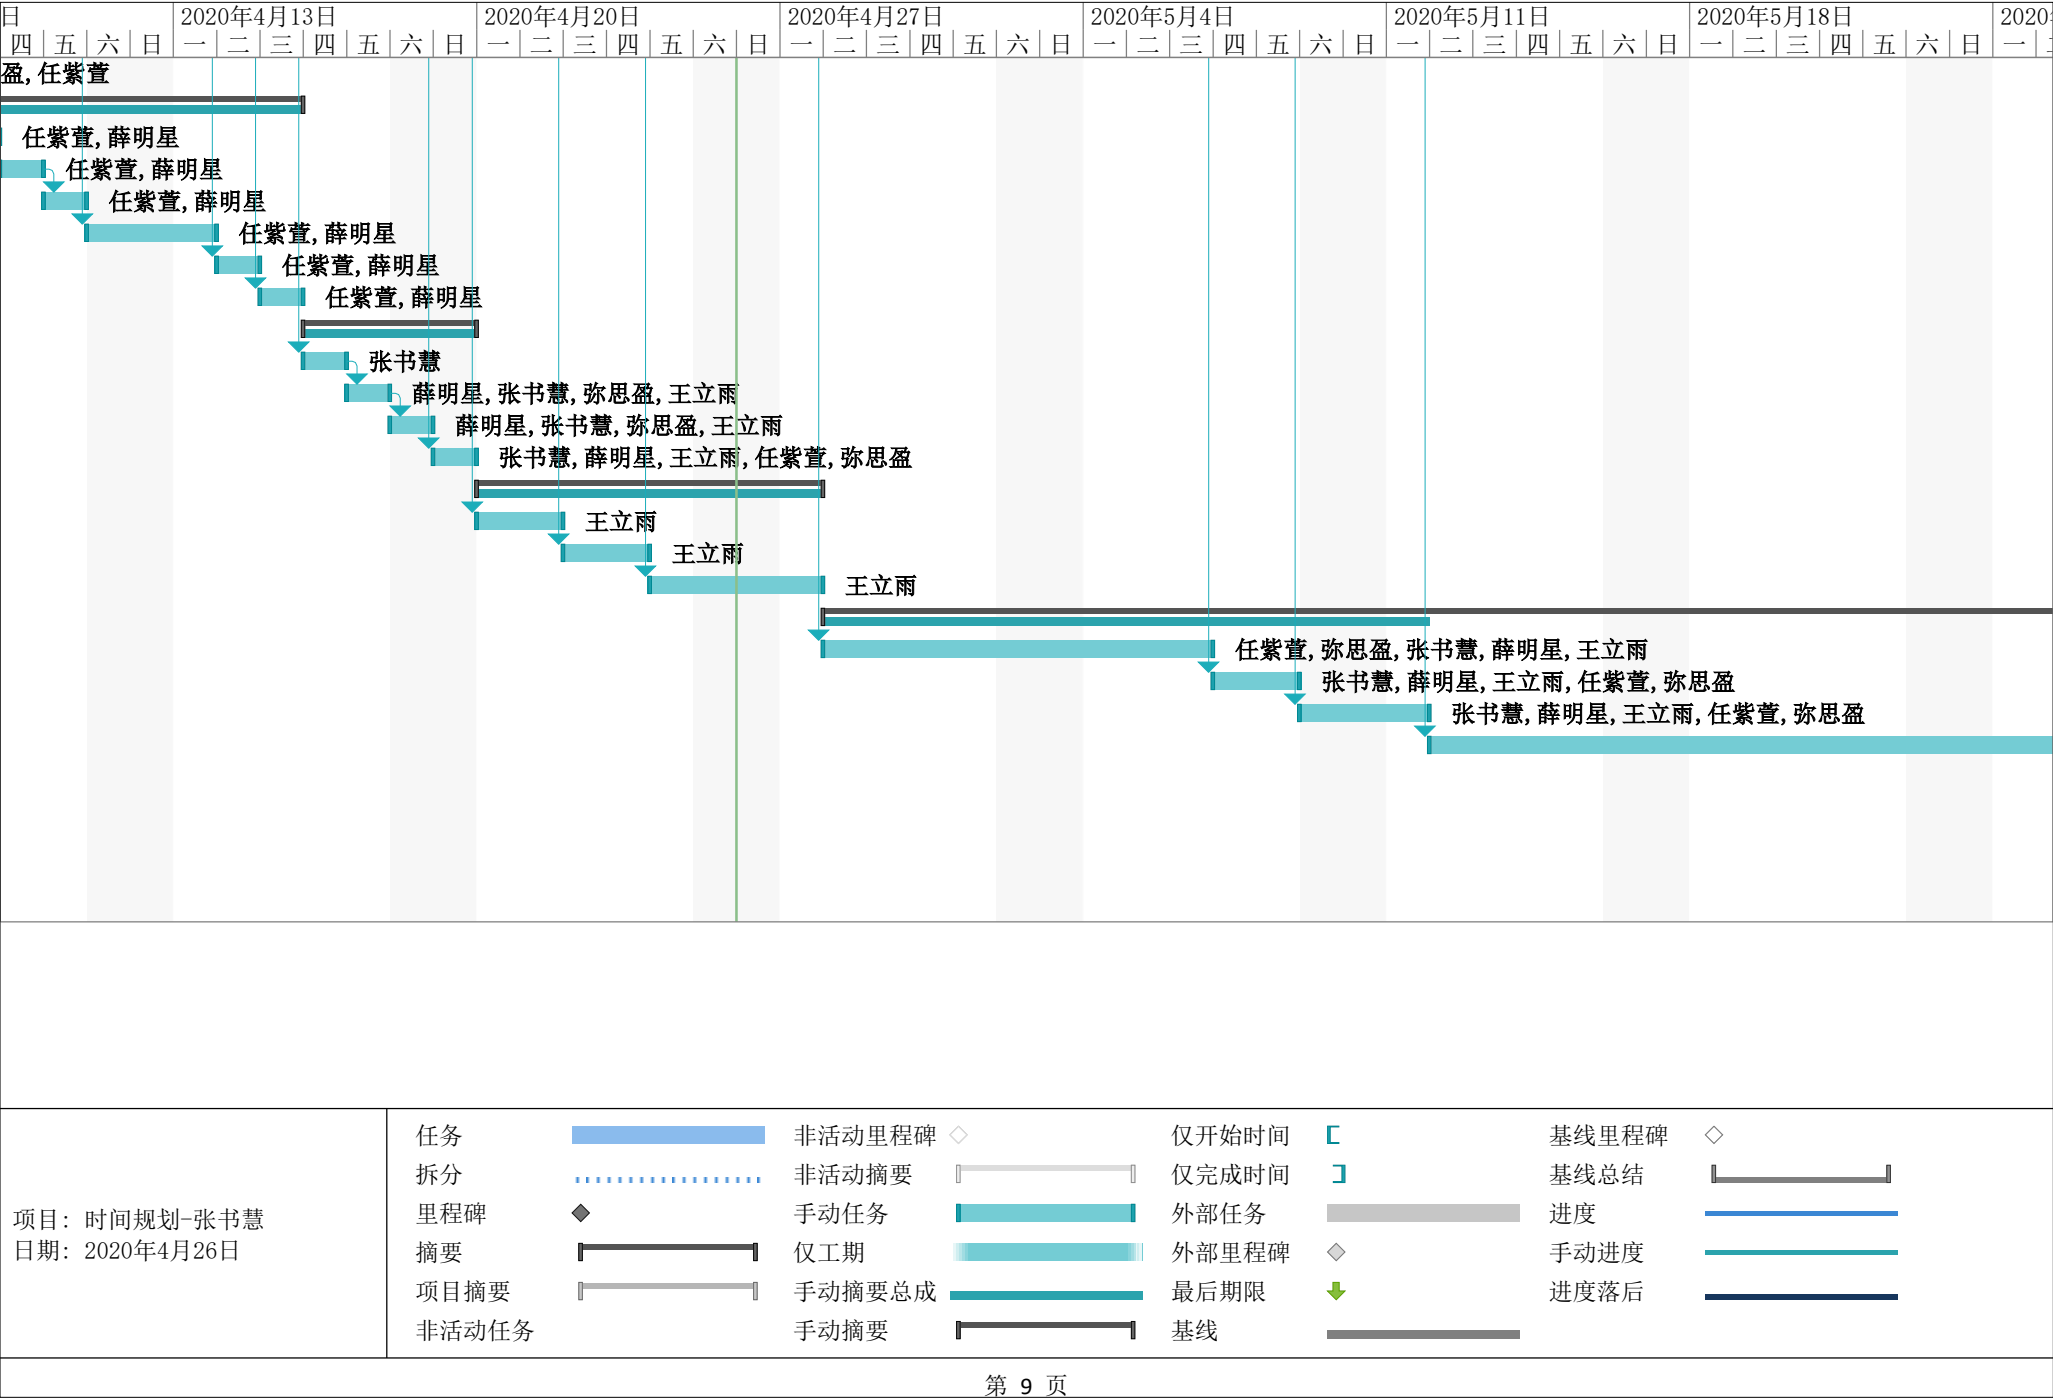 日 2020年4月13日 2020年4月20日 2020年4月27日 2020年5月4日 2020年5月11日 2020年5月18日 2020
四 五 六 日 一 二 三 四 五 六 日 一 二 三 四 五 六 日 一 二 三 四 五 六 日 一 二 三 四 五 六 日 一 二 三 四 五 六 日 一 二 三 四 五 六 日 一
盈,任紫萱
任紫萱,薛明星
任紫萱,薛明星
任紫萱,薛明星
任紫萱,薛明星
任紫萱,薛明星
任紫萱,薛明星
张书慧
薛明星,张书慧,弥思盈,王立雨
薛明星,张书慧,弥思盈,王立雨
张书慧,薛明星,王立雨,任紫萱,弥思盈
王立雨
王立雨
王立雨
任紫萱,弥思盈,张书慧,薛明星,王立雨
张书慧,薛明星,王立雨,任紫萱,弥思盈
张书慧,薛明星,王立雨,任紫萱,弥思盈
项目: 时间规划-张书慧
日期: 2020年4月26日
任务
拆分
里程碑
摘要
项目摘要
非活动任务
非活动里程碑
非活动摘要
手动任务
仅工期
手动摘要总成
手动摘要
仅开始时间
仅完成时间
外部任务
外部里程碑
最后期限
基线
基线里程碑
基线总结
进度
手动进度
进度落后
第 9 页